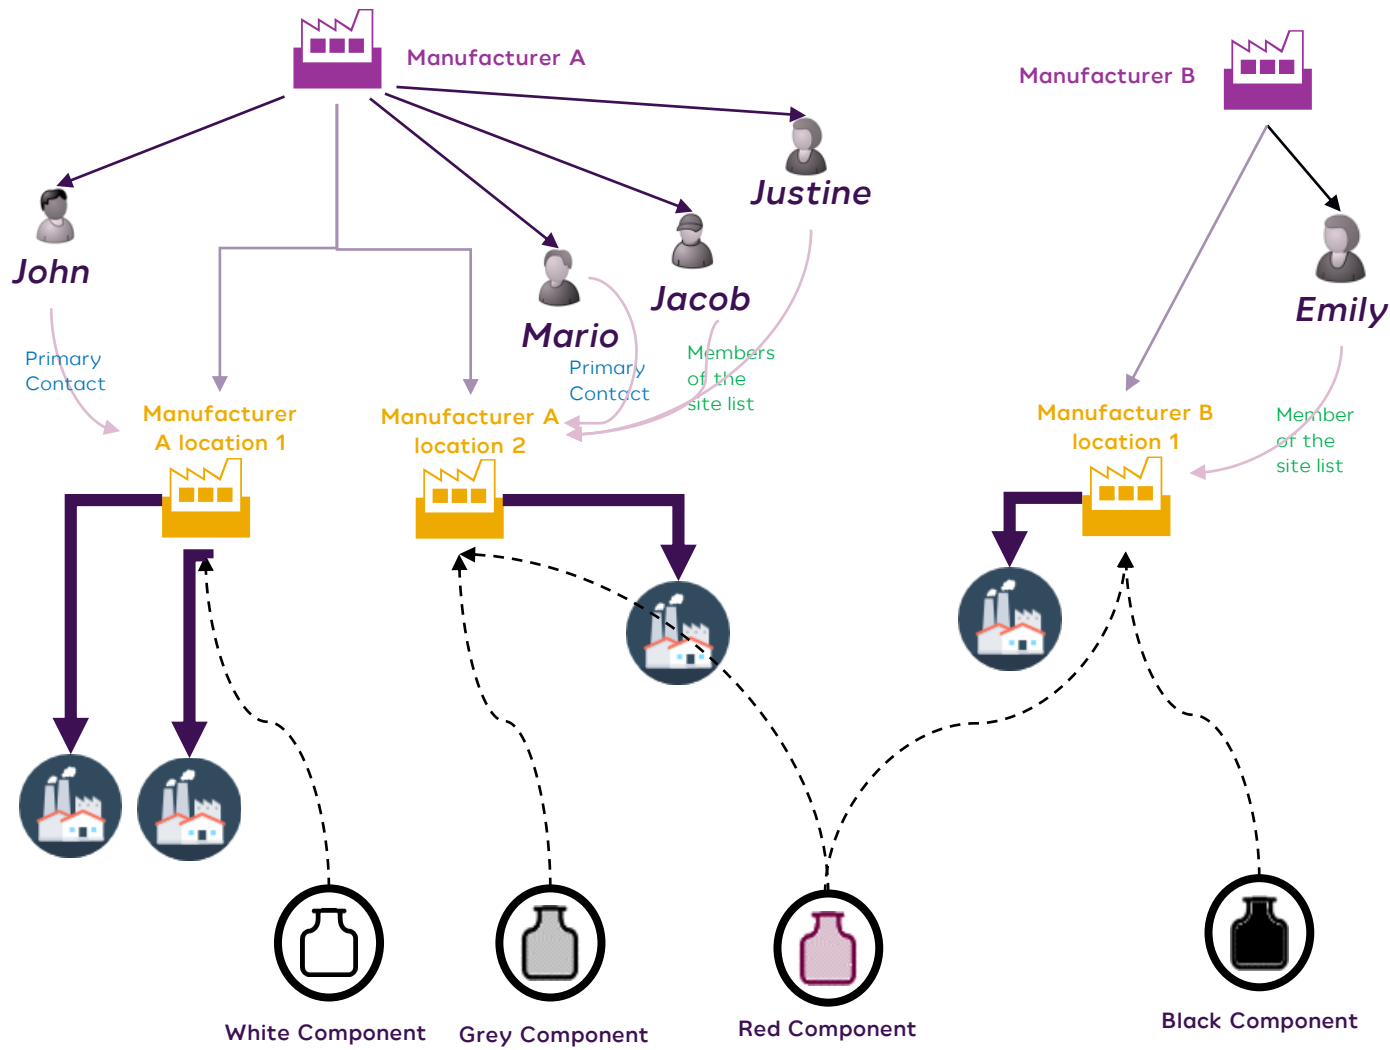 Manufacturer A
Manufacturer B
Justine
John
Jacob
Emily
Mario
Primary
Contact
Primary
Contact
Members
of the
site list
Manufacturer
A location 1
Manufacturer A
location 2
Manufacturer B
location 1
Member
of the
site list
White Component
Grey Component
Red Component
Black Component